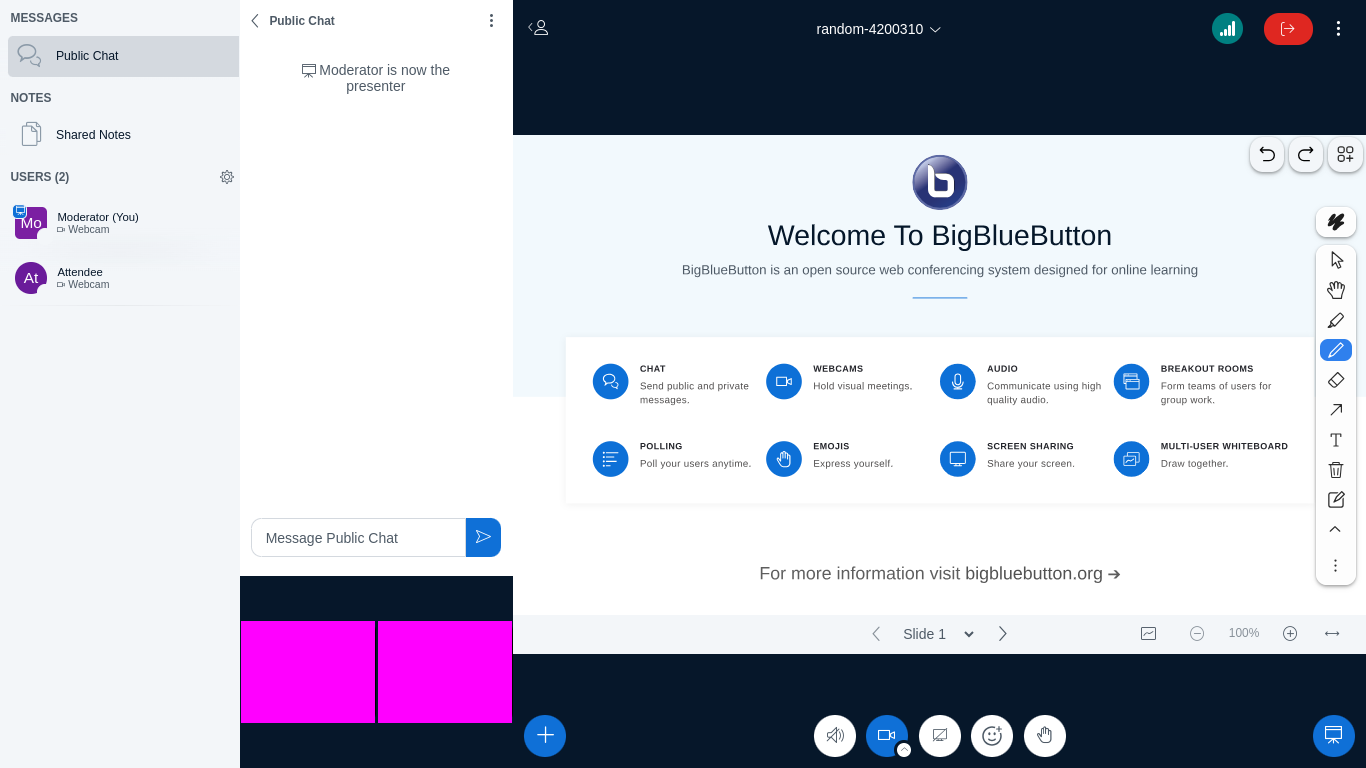 MESSAGES
Public Chat
NOTES
Shared Notes
USERS (2)
Mo
Moderator (You)
Webcam
At
Attendee
Webcam
Public Chat
Moderator is now the
presenter
Message Public Chat
random-4200310
Welcome To BigBlueButton
BigBlueButton is an open source web conferencing system designed for online learning
CHAT
Send public and private
messages.
WEBCAMS
Hold visual meetings.
AUDIO
Communicate using high
quality audio.
BREAKOUT ROOMS
Form teams of users for
group work.
POLLING
Poll your users anytime.
EMOJIS
Express yourself.
SCREEN SHARING
Share your screen.
MULTI-USER WHITEBOARD
Draw together.
For more information visit bigbluebutton.org ➔
Slide 1
100%